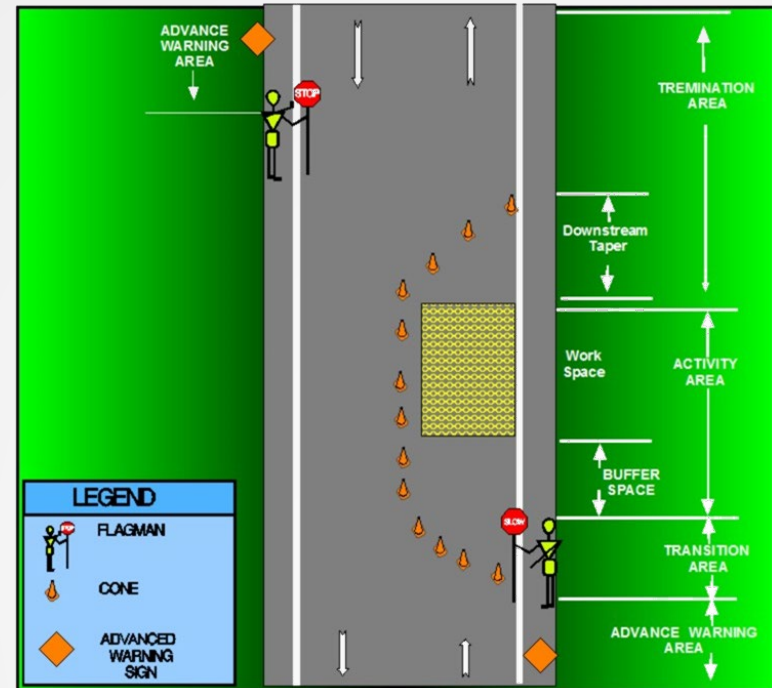 ADVANCE
WARNING
AREA
STOP
TREMINATION
AREA
Downstream
Taper
Work
Space
ACTIVITY
AREA
BUFFER
SPACE
SLOW
TRANSITION
AREA
ADVANCE WARNING
AREA
LEGEND
STOP
FLAGMAN
CONE
ADVANCED
WARNING
SIGN